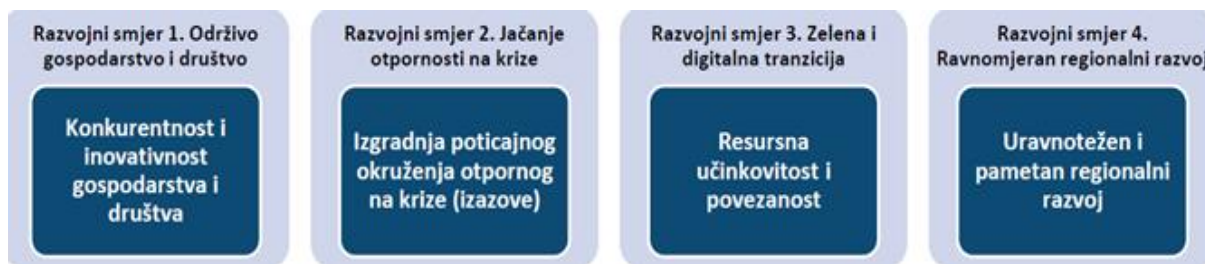 Razvojni smjer 1. Održivo
gospodarstvo i društvo
Konkurentnost i
inovativnost
gospodarstva i
društva
Razvojni smjer 2. Jačanje
otpornosti na krize
Izgradnja poticajnog
okruženja otpornog
na krize (izazove)
Razvojni smjer 3. Zelena i
digitalna tranzicija
Resursna
učinkovitost i
povezanost
Razvojni smjer 4.
Ravnomjeran regionalni razvoj
Uravnotežen i
pametan regionalni
razvoj